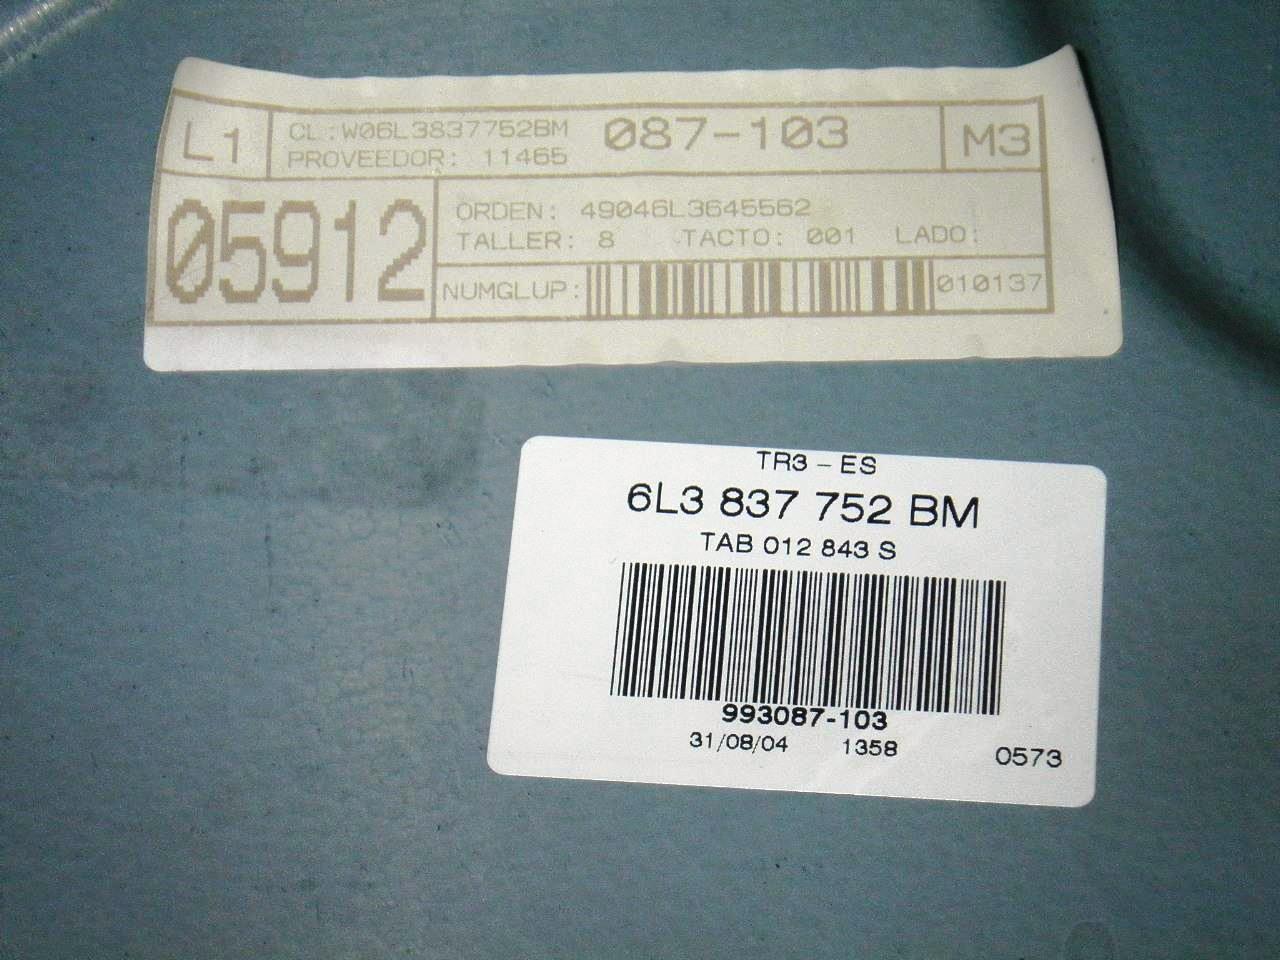 L1
CL:W06L3837752BM 087-103
PROVEEDOR: 11465
M3
05912
ORDEN: 49046L3645562
TALLER: 8 TACTO: 001 LADO:
NUMGLUP: 010137
TR3 - ES
6L3 837 752 BM
TAB 012 843 S
993087-103
31/08/04 1358 0573